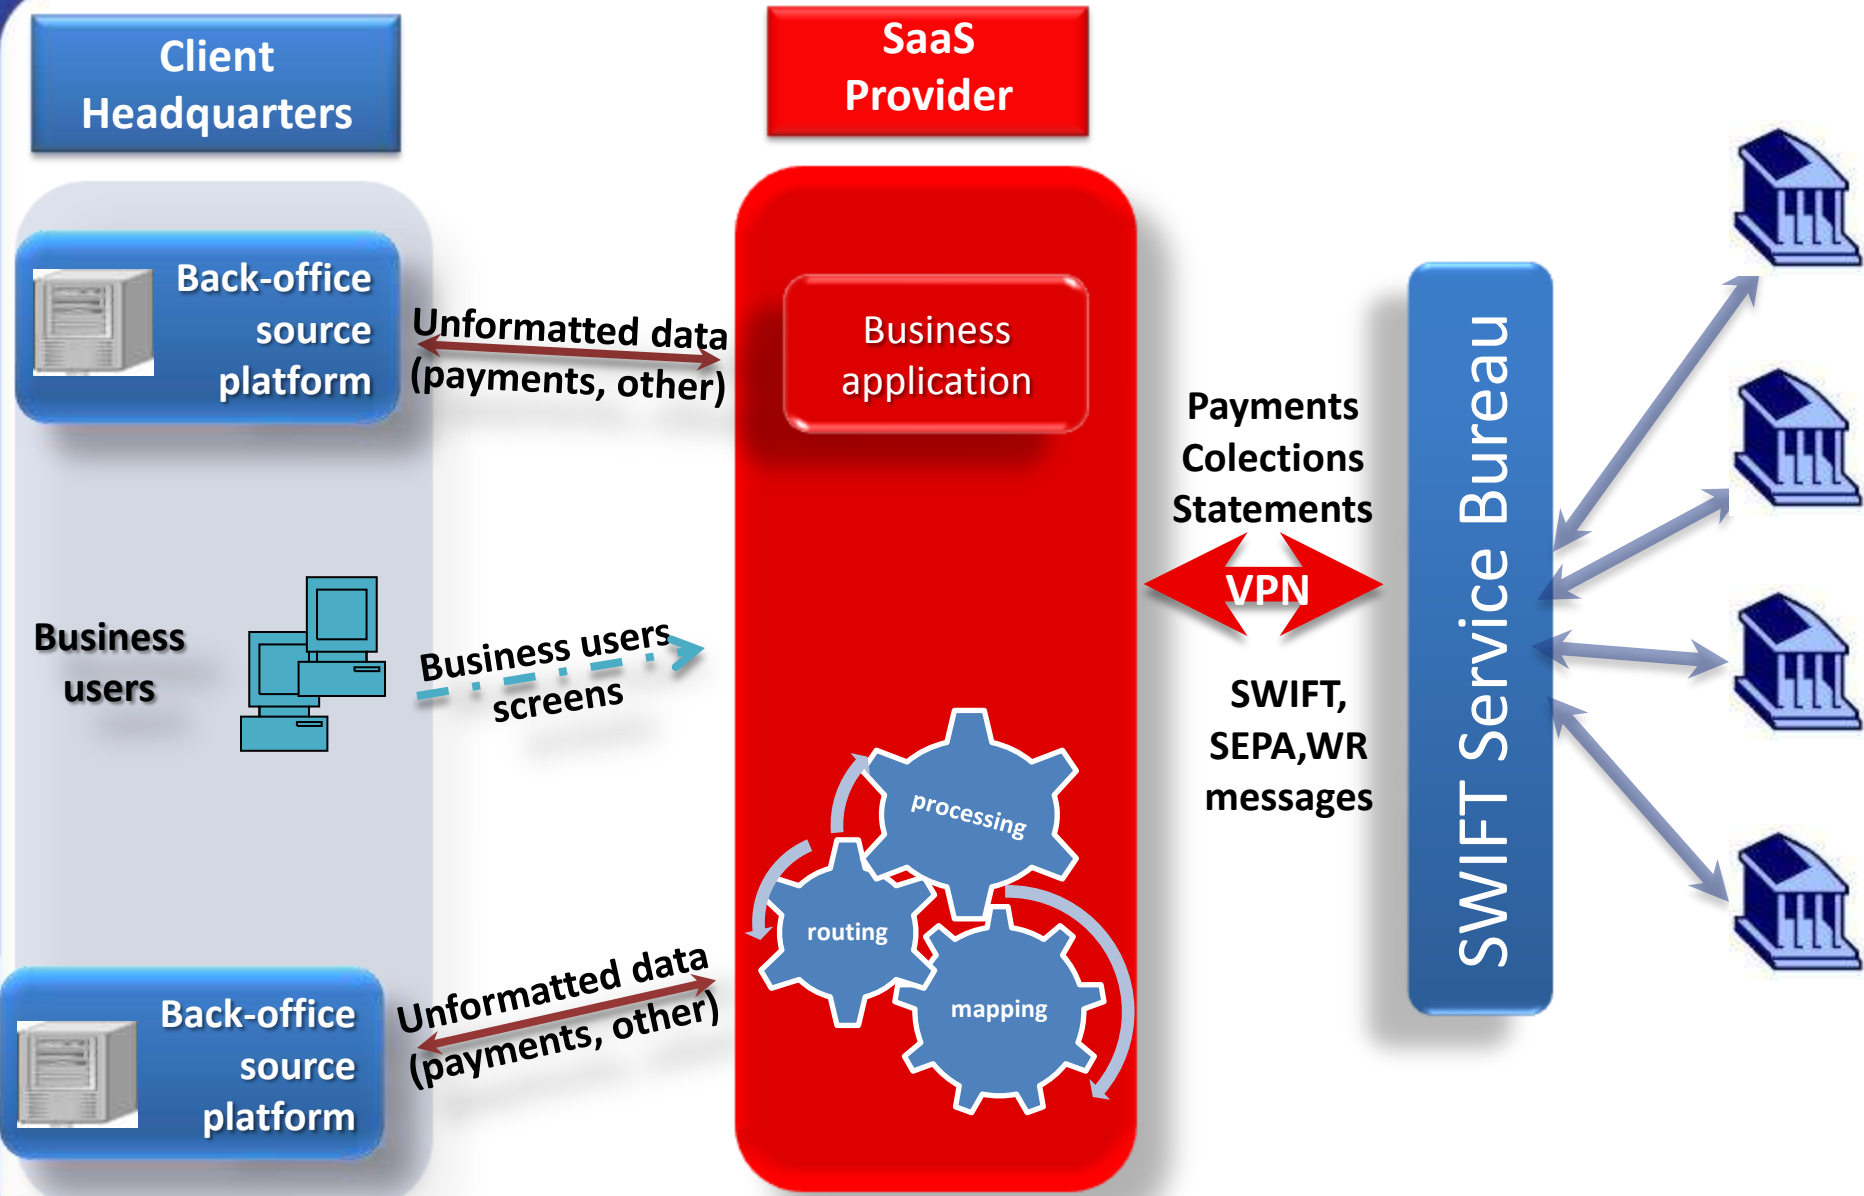 Client
Headquarters
SaaS
Provider
Back-office
source
platform
Unformatted data
(payments, other)
Business
application
Business
users
Business users
screens
Payments
Colections
Statements
VPN
SWIFT,
SEPA,WR
messages
SWIFT Service Bureau
processing
routing
mapping
Back-office
source
platform
Unformatted data
(payments, other)